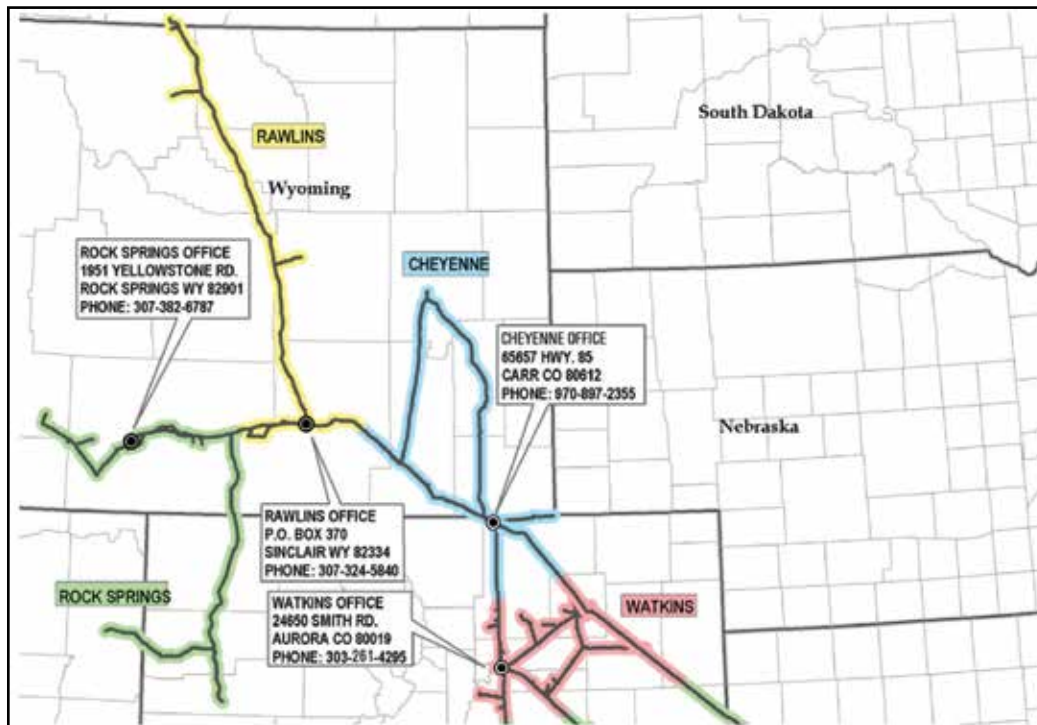 South Dakota
RAWLINS
Wyoming
ROCK SPRINGS OFFICE
1951 YELLOWSTONE RD.
ROCK SPRINGS WY 82901
PHONE: 307-382-6787
CHEYENNE
CHEYENNE OFFICE
65657 HWY. 85
CARR CO 80612
PHONE: 970-897-2355
Nebraska
RAWLINS OFFICE
P.O. BOX 370
SINCLAIR WY 82334
PHONE: 307-324-5840
ROCK SPRINGS
WATKINS OFFICE
24650 SMITH RD.
AURORA CO 80019
PHONE: 303-261-4295
WATKINS